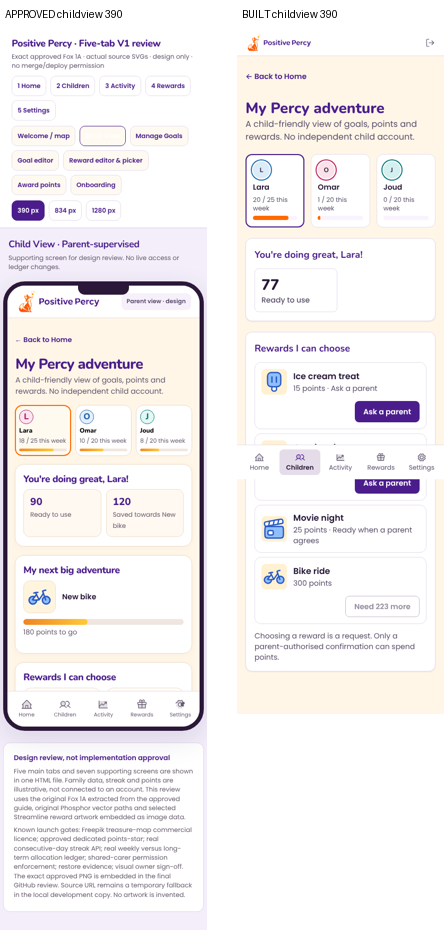 APPROVED childview 390
Positive Percy · Five-tab V1 review
Exact approved Fox 1A · actual source SVGs · design only ·
no merge/deploy permission
1 Home
2 Children
3 Activity
4 Rewards
5 Settings
Welcome / map
Manage Goals
Goal editor
Reward editor & picker
Award points
Onboarding
390 px
834 px
1280 px
Child View · Parent-supervised
Supporting screen for design review. No live access or
ledger changes.
Positive Percy
Parent view · design
← Back to Home
My Percy adventure
A child-friendly view of goals, points and
rewards. No independent child account.
L
Lara
18 / 25 this week
O
Omar
10 / 20 this week
J
Joud
8 / 20 this week
You're doing great, Lara!
90
Ready to use
120
Saved towards New
bike
My next big adventure
New bike
180 points to go
Rewards I can choose
Home
Children
Activity
Rewards
Settings
Design review, not implementation approval
Five main tabs and seven supporting screens are shown
in one HTML file. Family data, streak and points are
illustrative, not connected to an account. This review
uses the original Fox 1A extracted from the approved
guide, original Phosphor vector paths and selected
Streamline reward artwork embedded as image data.
Known launch gates: Freepik treasure-map commercial
licence; approved dedicated points-star; real
consecutive-day streak API; real weekly versus long-
term allocation ledger; shared-carer permission
enforcement; restore evidence; visual owner sign-off.
The exact approved PNG is embedded in the final
GitHub review. Source URL remains a temporary fallback
in the local development copy. No artwork is invented.
BUILT childview 390
Positive Percy
← Back to Home
My Percy adventure
A child-friendly view of goals, points and
rewards. No independent child account.
L
Lara
20 / 25 this
week
O
Omar
1 / 20 this
week
J
Joud
0 / 20 this
week
You're doing great, Lara!
77
Ready to use
Rewards I can choose
Ice cream treat
15 points · Ask a parent
Ask a parent
Home
Children
Activity
Rewards
Settings
Ask a parent
Movie night
25 points · Ready when a parent
agrees
Bike ride
300 points
Need 223 more
Choosing a reward is a request. Only a
parent-authorised confirmation can spend
points.